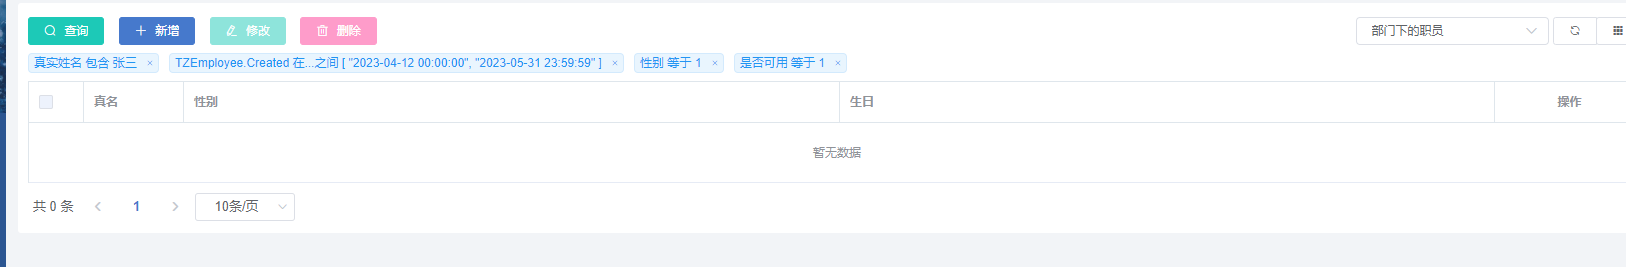 查询 新增 修改 删除 部门下的职员
真实姓名 包含 张三 × TZEmployee.Created 在...之间 [ "2023-04-12 00:00:00", "2023-05-31 23:59:59" ] × 性别 等于 1 × 是否可用 等于 1 ×
真名 性别 生日 操作
暂无数据
共 0 条 1 10条/页